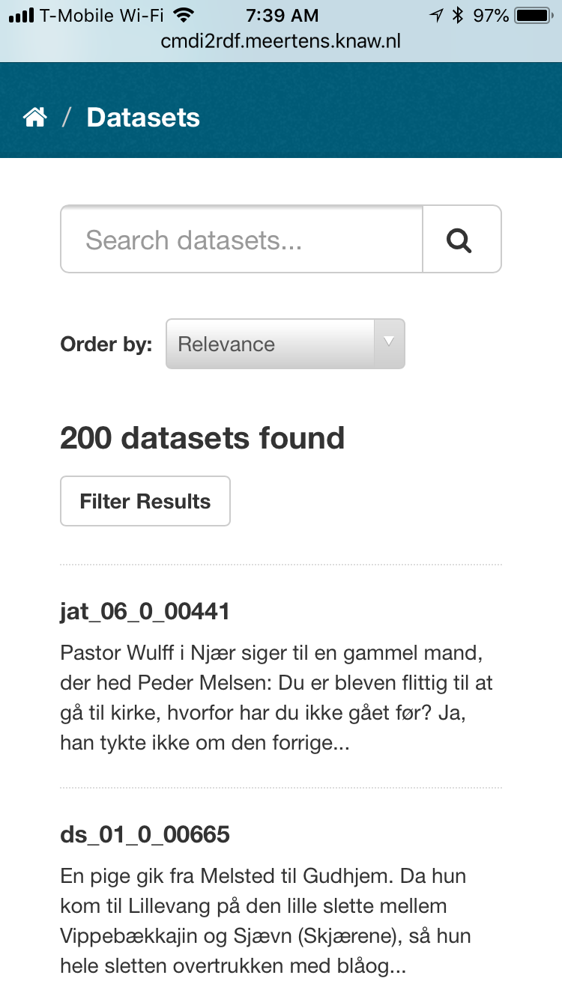 T-Mobile Wi-Fi 7:39 AM 97%
cmdi2rdf.meertens.knaw.nl
/ Datasets
Search datasets...
Order by: Relevance
200 datasets found
Filter Results
jat_06_0_00441
Pastor Wulff i Njær siger til en gammel mand,
der hed Peder Melsen: Du er bleven flittig til at
gå til kirke, hvorfor har du ikke gået før? Ja,
han tykte ikke om den forrige...
ds_01_0_00665
En pige gik fra Melsted til Gudhjem. Da hun
kom til Lillevang på den lille slette mellem
Vippebækkajin og Sjævn (Skjærene), så hun
hele sletten overtrukken med blåog...